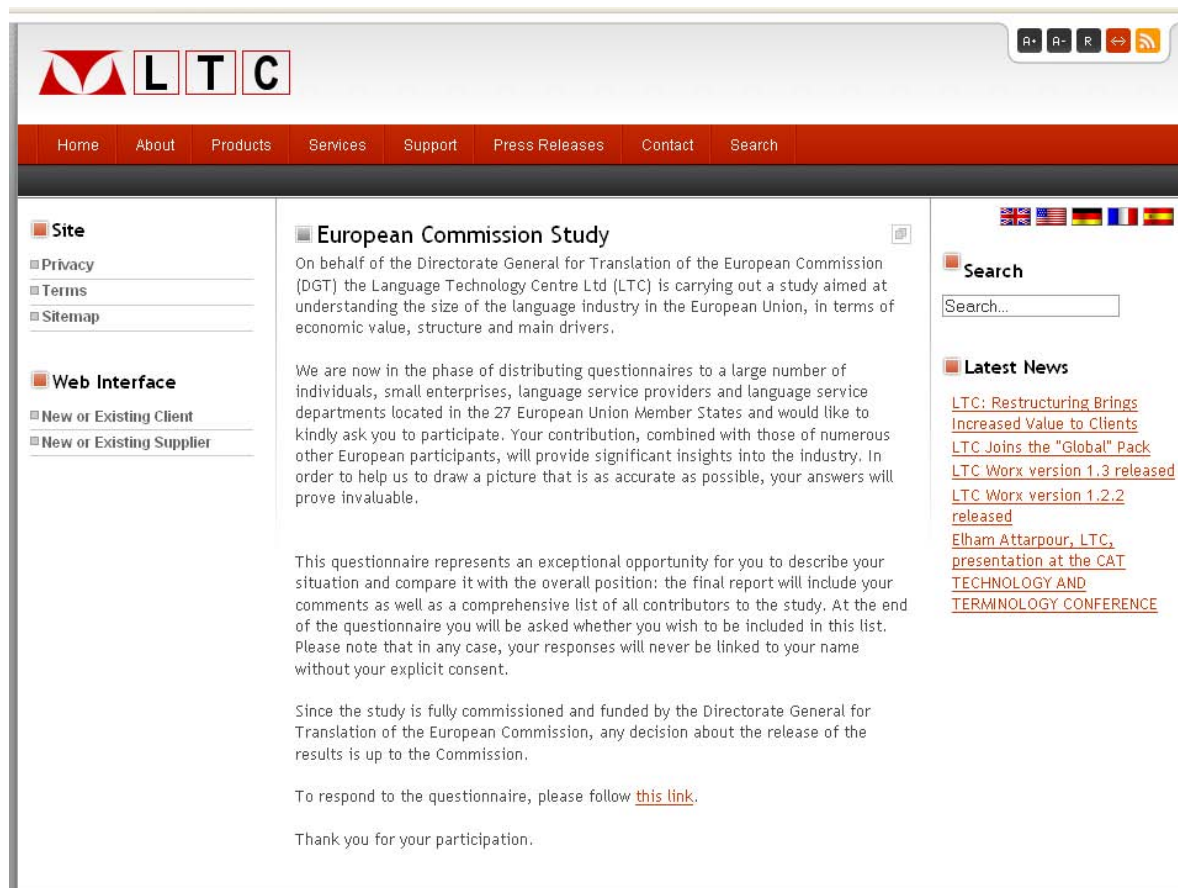 LTC
A+ A- R
Home About Products Services Support Press Releases Contact Search
Site
Privacy
Terms
Sitemap
Web Interface
New or Existing Client
New or Existing Supplier
European Commission Study
On behalf of the Directorate General for Translation of the European Commission
(DGT) the Language Technology Centre Ltd (LTC) is carrying out a study aimed at
understanding the size of the language industry in the European Union, in terms of
economic value, structure and main drivers.
We are now in the phase of distributing questionnaires to a large number of
individuals, small enterprises, language service providers and language service
departments located in the 27 European Union Member States and would like to
kindly ask you to participate. Your contribution, combined with those of numerous
other European participants, will provide significant insights into the industry. In
order to help us to draw a picture that is as accurate as possible, your answers will
prove invaluable.
This questionnaire represents an exceptional opportunity for you to describe your
situation and compare it with the overall position: the final report will include your
comments as well as a comprehensive list of all contributors to the study. At the end
of the questionnaire you will be asked whether you wish to be included in this list.
Please note that in any case, your responses will never be linked to your name
without your explicit consent.
Since the study is fully commissioned and funded by the Directorate General for
Translation of the European Commission, any decision about the release of the
results is up to the Commission.
To respond to the questionnaire, please follow this link.
Thank you for your participation.
Search
Search...
Latest News
LTC: Restructuring Brings
Increased Value to Clients
LTC Joins the "Global" Pack
LTC Worx version 1.3 released
LTC Worx version 1.2.2
released
Elham Attarpour, LTC,
presentation at the CAT
TECHNOLOGY AND
TERMINOLOGY CONFERENCE